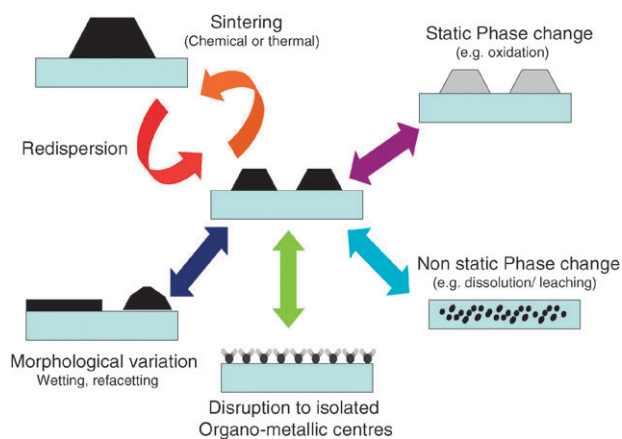 Sintering
(Chemical or thermal)
Static Phase change
(e.g. oxidation)
Redispersion
Non static Phase change
(e.g. dissolution/ leaching)
Morphological variation
Wetting, refacetting
Disruption to isolated
Organo-metallic centres